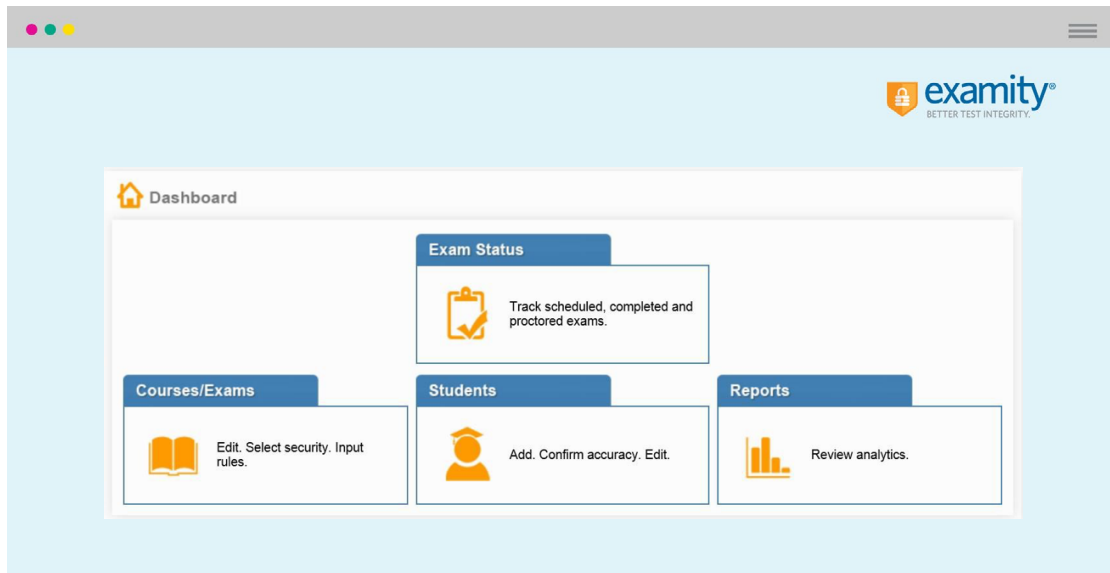 examity®
BETTER TEST INTEGRITY.
Dashboard
Exam Status
Track scheduled, completed and
proctored exams.
Courses/Exams
Edit. Select security. Input
rules.
Students
Add. Confirm accuracy. Edit.
Reports
Review analytics.